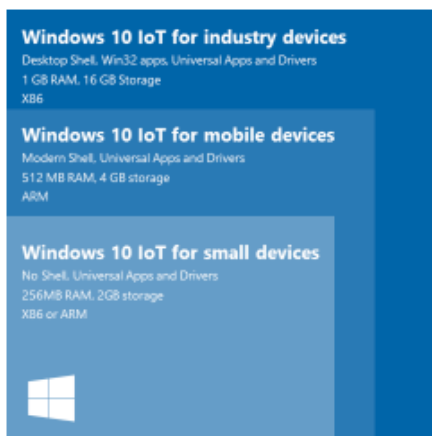 Windows 10 IoT for industry devices
Desktop Shell, Win32 apps, Universal Apps and Drivers
1 GB RAM, 16 GB Storage
X86
Windows 10 IoT for mobile devices
Modern Shell, Universal Apps and Drivers
512 MB RAM, 4 GB storage
ARM
Windows 10 IoT for small devices
No Shell, Universal Apps and Drivers
256MB RAM, 2GB storage
X86 or ARM